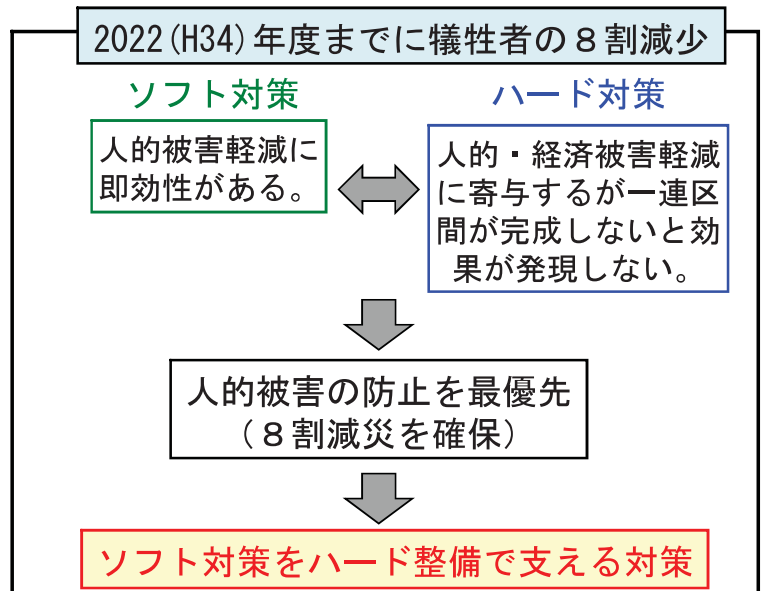 2022(H34)年度までに犠牲者の８割減少
ソフト対策
人的被害軽減に
即効性がある。
ハード対策
人的・経済被害軽減
に寄与するが一連区
間が完成しないと効
果が発現しない。
人的被害の防止を最優先
(８割減災を確保)
ソフト対策をハード整備で支える対策